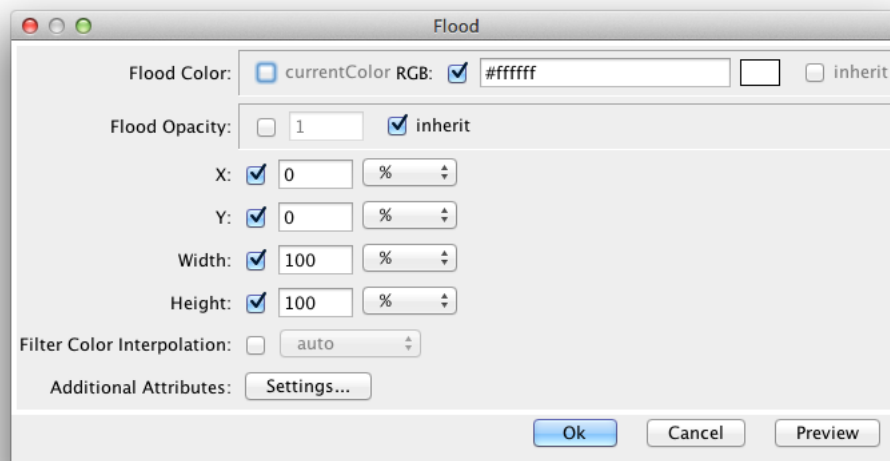 Flood
Flood Color: currentColor RGB: #ffffff inherit
Flood Opacity: 1 inherit
X: 0 %
Y: 0 %
Width: 100 %
Height: 100 %
Filter Color Interpolation: auto
Additional Attributes: Settings...
Ok Cancel Preview